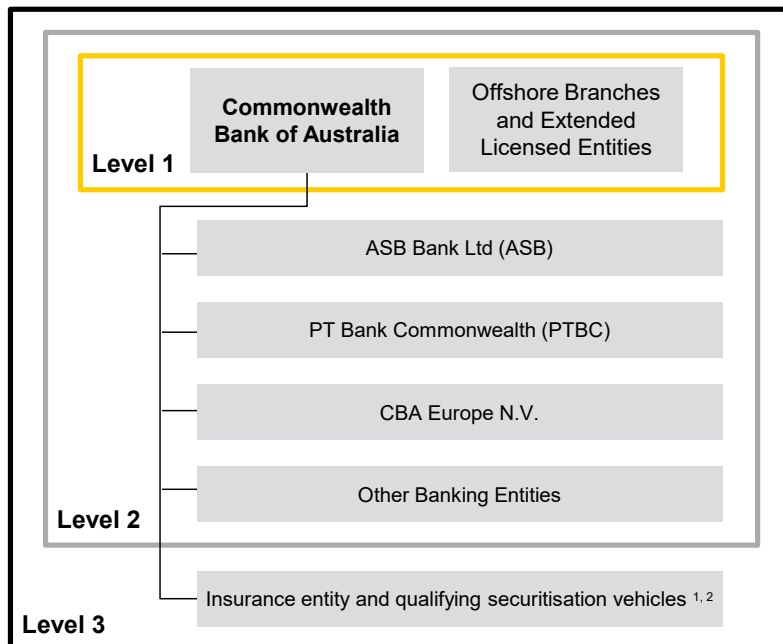 Commonwealth
Bank of Australia
Offshore Branches
and Extended
Licensed Entities
Level 1
ASB Bank Ltd (ASB)
PT Bank Commonwealth (PTBC)
CBA Europe N.V.
Other Banking Entities
Level 2
Insurance entity and qualifying securitisation vehicles 1, 2
Level 3